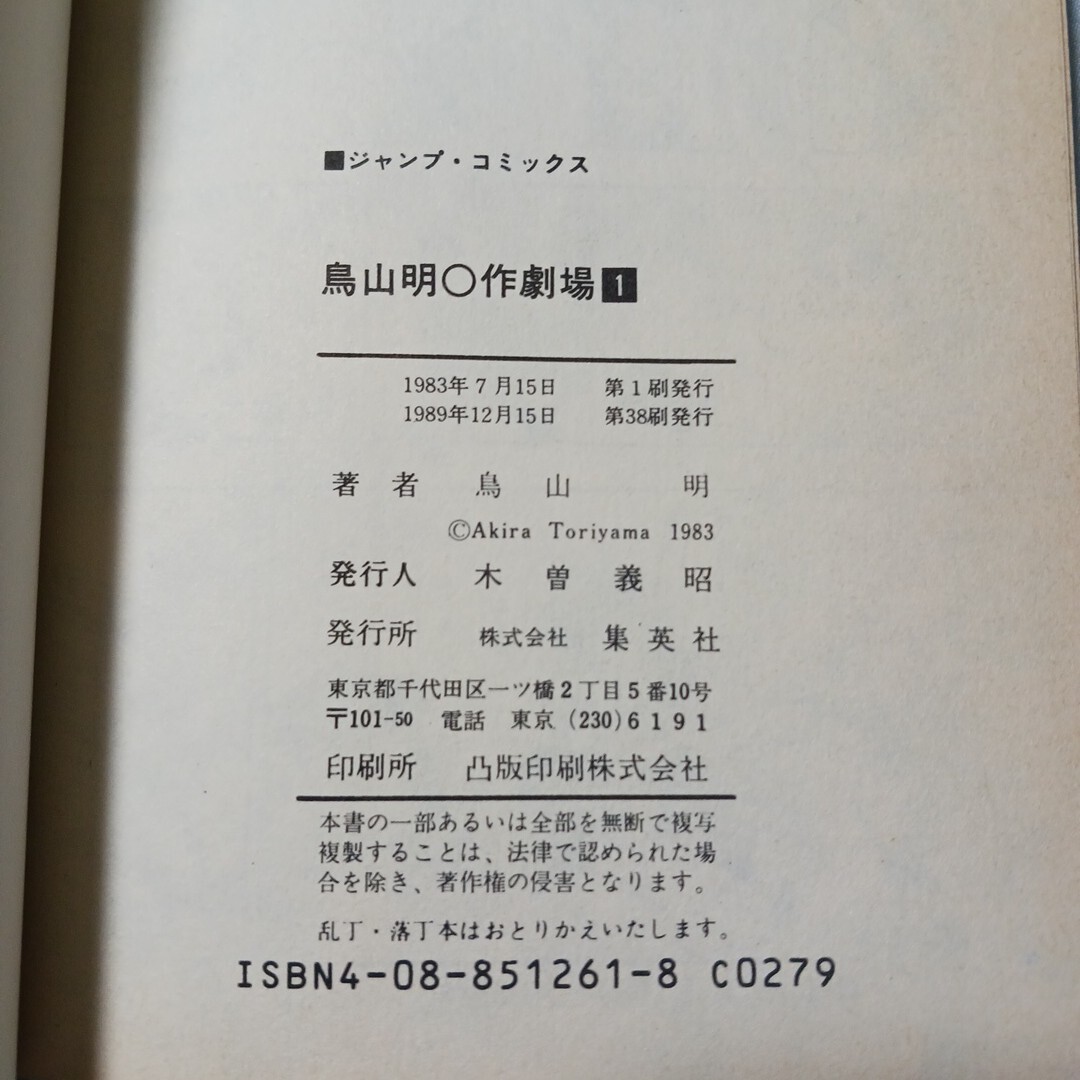 ■ジャンプ・コミックス
鳥山明○作劇場1
1983年7月15日 第1刷発行
1989年12月15日 第38刷発行
著者 鳥山 明
©Akira Toriyama 1983
発行人 木曽義昭
発行所 株式会社 集英社
東京都千代田区一ツ橋2丁目5番10号
〒101-50 電話 東京 (230)6191
印刷所 凸版印刷株式会社
本書の一部あるいは全部を無断で複写
複製することは、法律で認められた場
合を除き、著作権の侵害となります。
乱丁・落丁本はおとりかえいたします。
ISBN4-08-851261-8 C0279